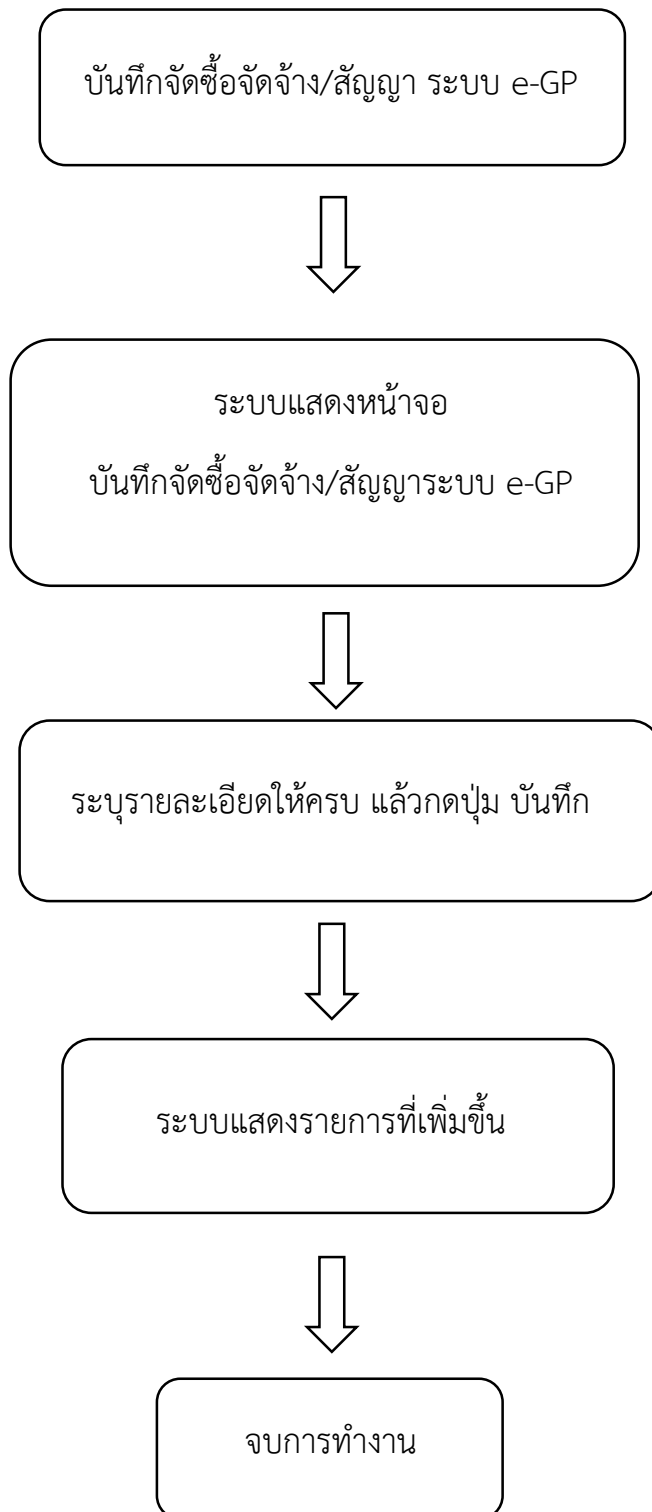 บันทึกจัดซื้อจัดจ้าง/สัญญา ระบบ e-GP
ระบบแสดงหน้าจอ
บันทึกจัดซื้อจัดจ้าง/สัญญาระบบ e-GP
ระบุรายละเอียดให้ครบ แล้วกดปุ่ม บันทึก
ระบบแสดงรายการที่เพิ่มขึ้น
จบการทำงาน